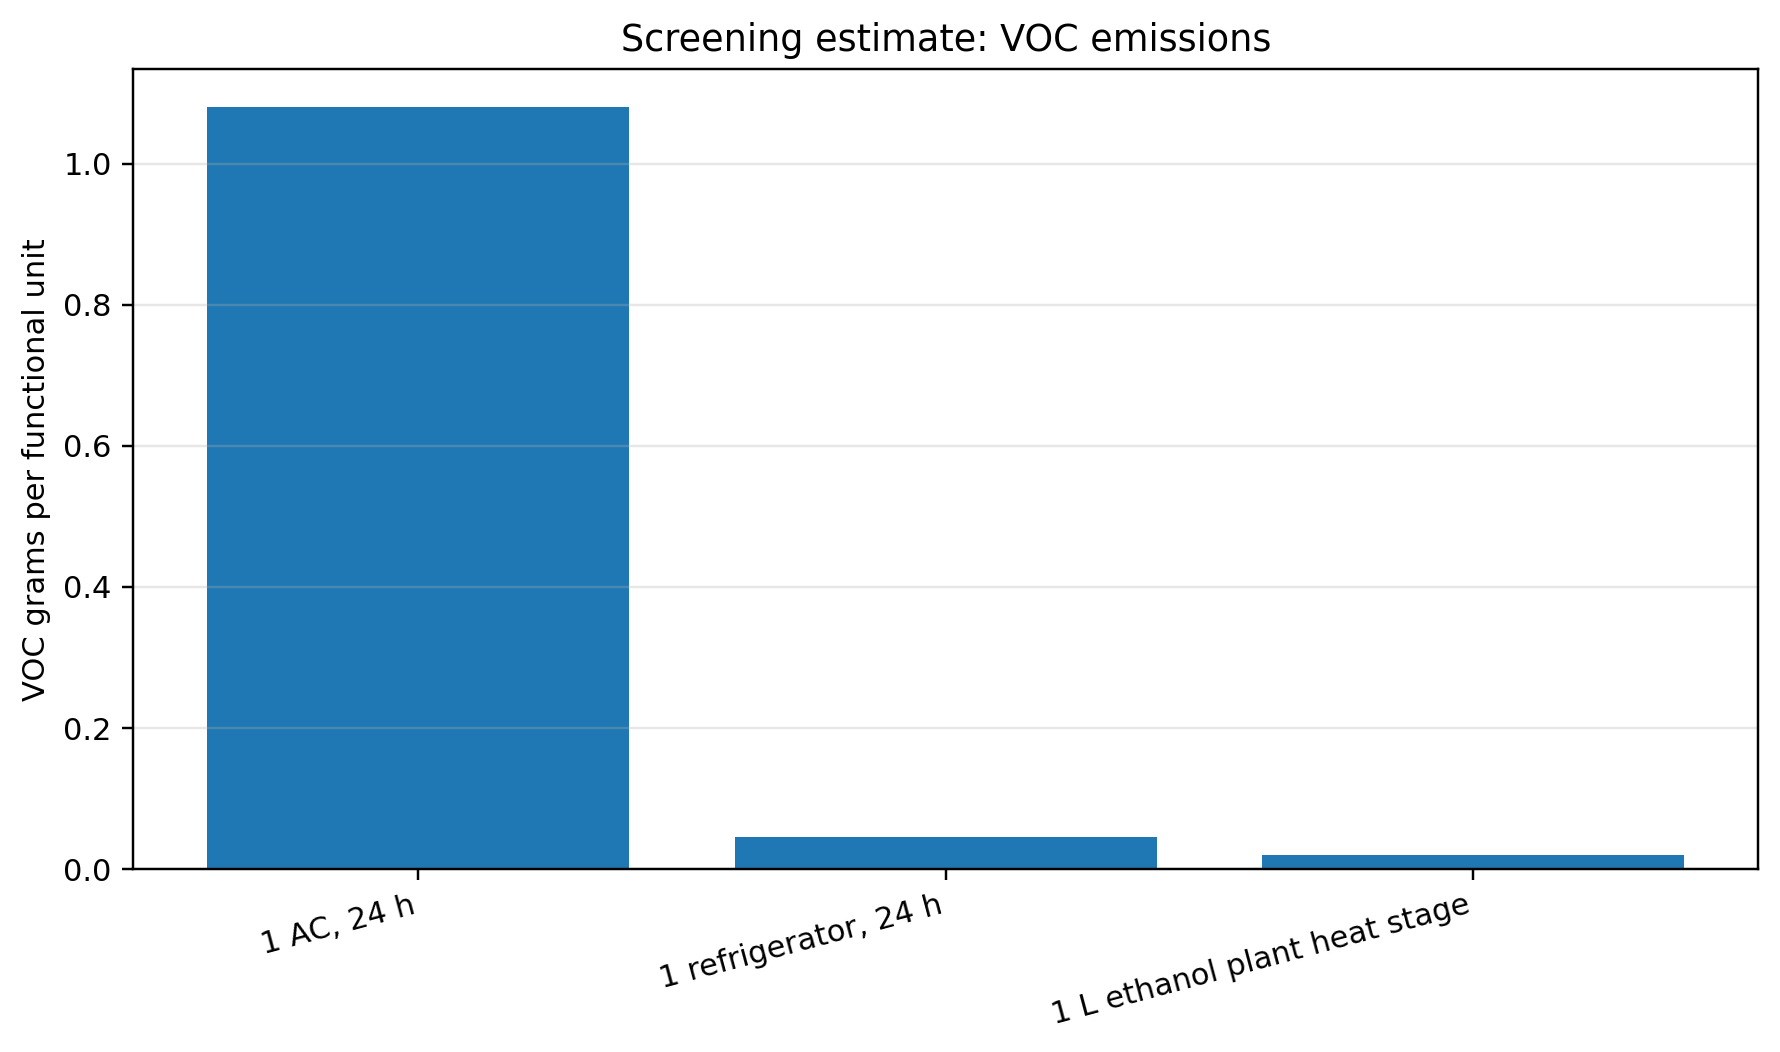 Screening estimate: VOC emissions
VOC grams per functional unit
1.0
0.8
0.6
0.4
0.2
0.0
1 AC, 24 h
1 refrigerator, 24 h
1 L ethanol plant heat stage